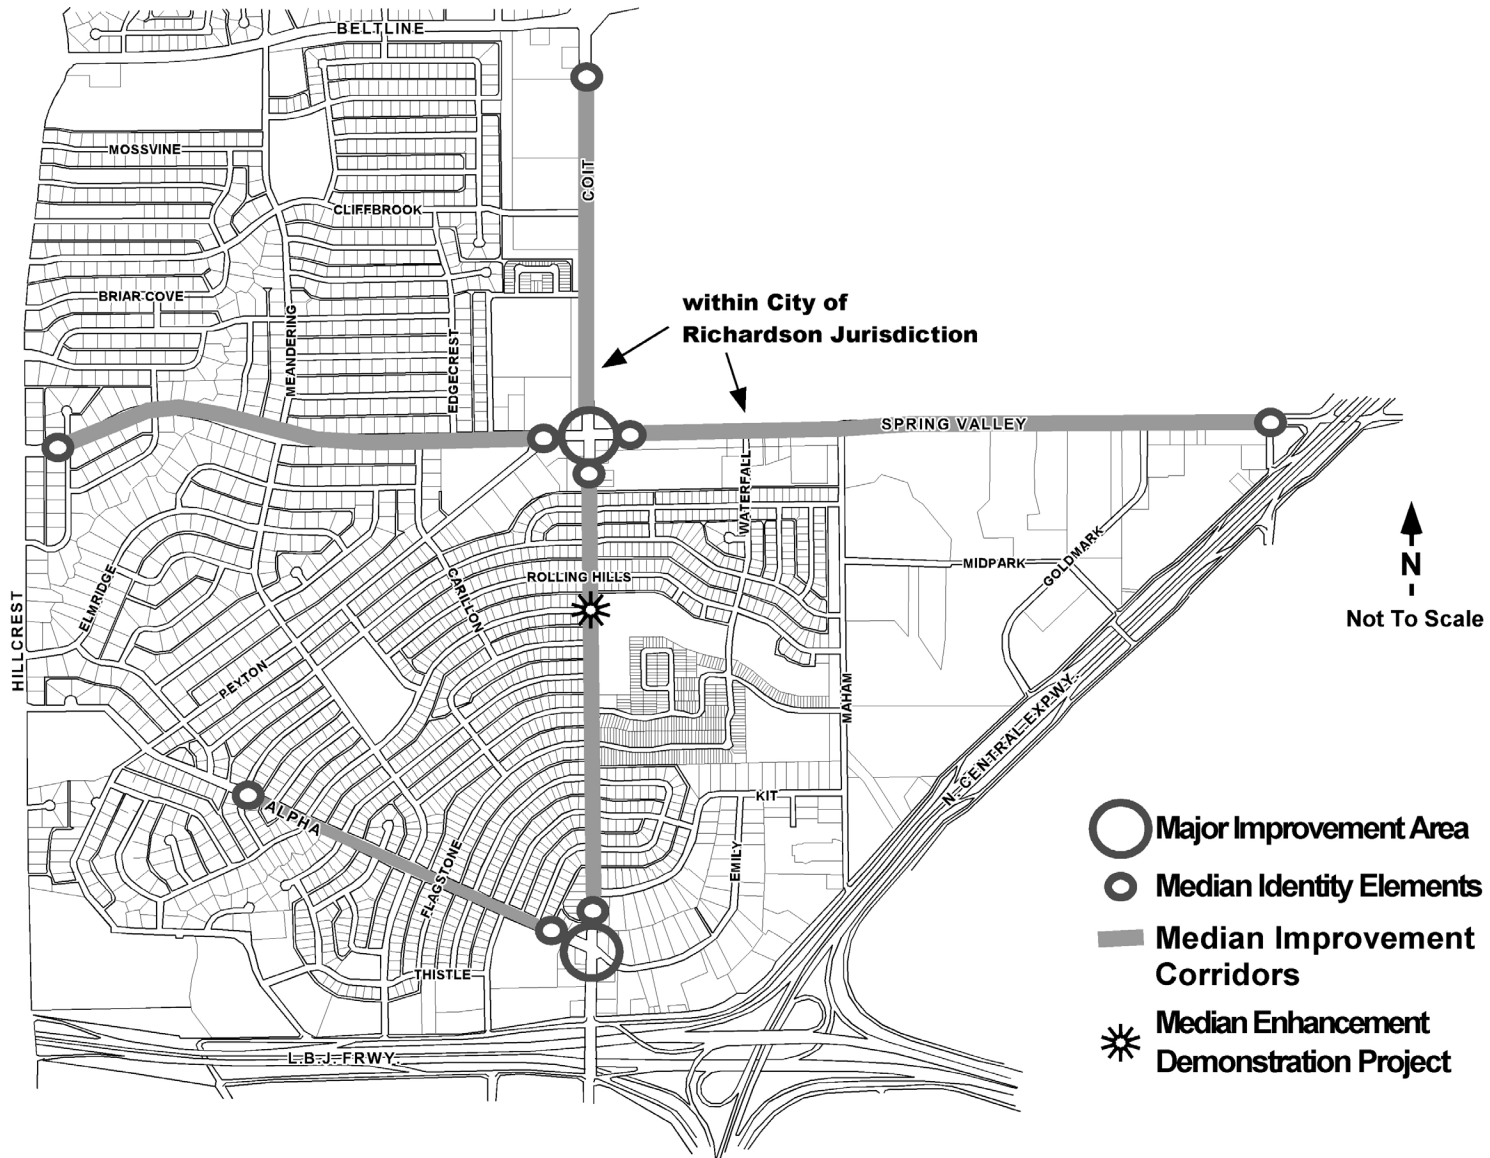 BELTLINE
MOSSVINE
COIT
CLIFFBROOK
BRIAR COVE
MEANDERING
EDGECREST
within City of
Richardson Jurisdiction
SPRING VALLEY
WATERFALL
MIDPARK
GOLDMARK
N
Not To Scale
HILLCREST
ELMRIDGE
CARILLON
ROLLING HILLS
PEYTON
MAHAM
N. CENTRAL EXPWY.
KIT
ALPHA
FLAGSTONE
EMILY
THISTLE
L.B.J. FRWY.
Major Improvement Area
Median Identity Elements
Median Improvement
Corridors
Median Enhancement
Demonstration Project